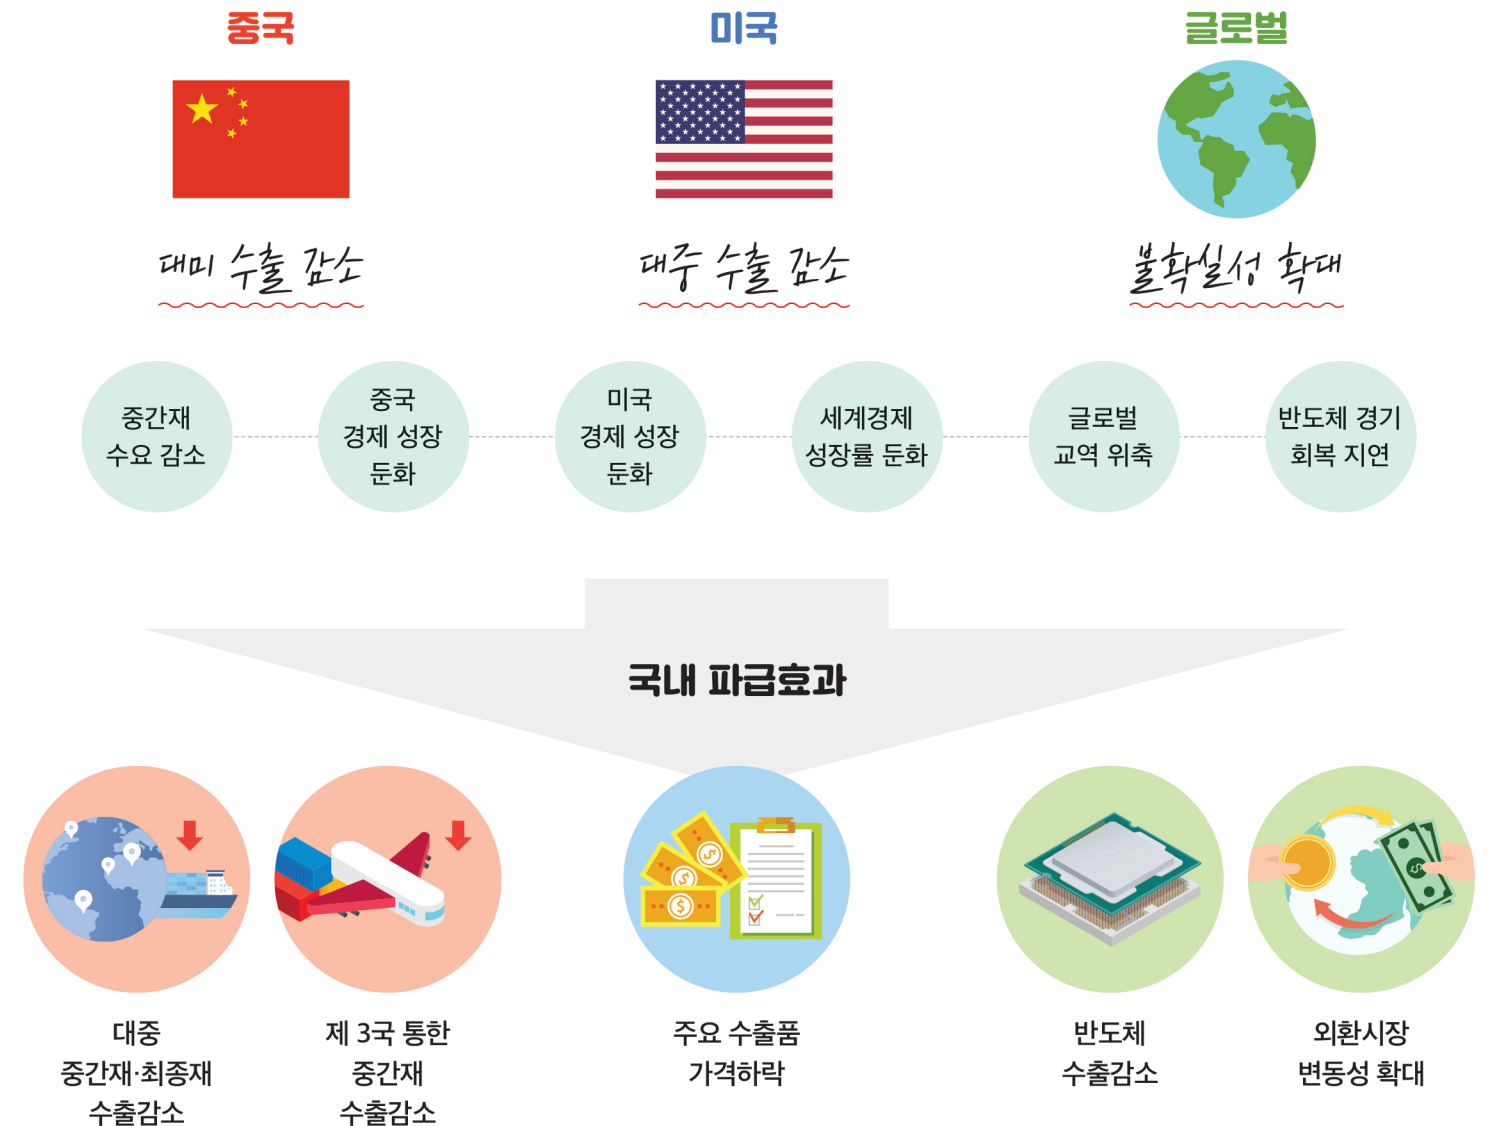 중국
미국
글로벌
대미 수출 감소
대중 수출 감소
불확실성 확대
중간재
수요 감소
중국
경제 성장
둔화
미국
경제 성장
둔화
세계경제
성장률 둔화
글로벌
교역 위축
반도체 경기
회복 지연
국내 파급효과
대중
중간재·최종재
수출감소
제 3국 통한
중간재
수출감소
주요 수출품
가격하락
반도체
수출감소
외환시장
변동성 확대